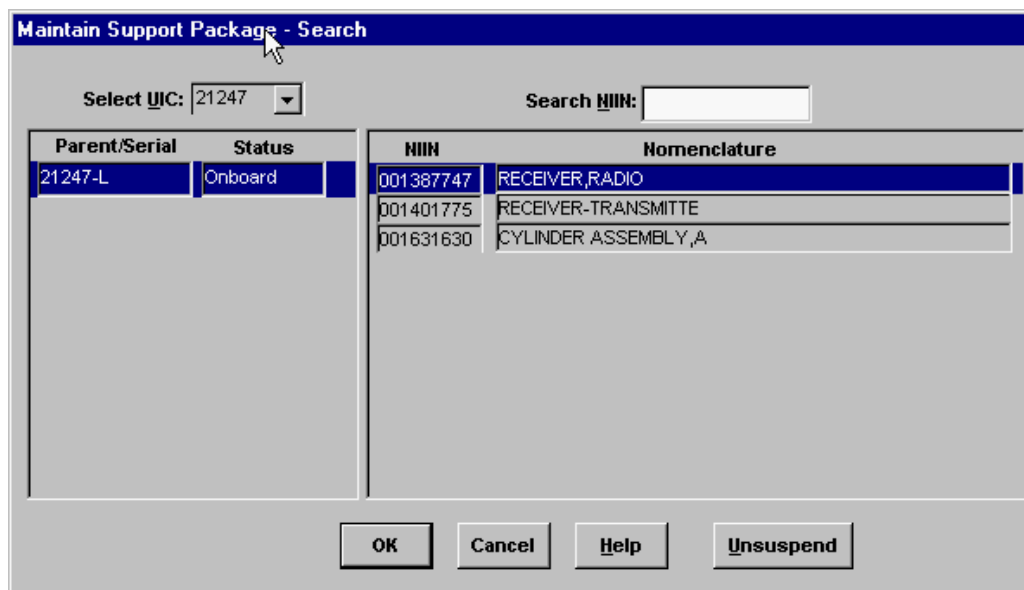 Maintain Support Package - Search
Select UIC: 21247 Search NIIN:
Parent/Serial Status NIIN Nomenclature
21247-L Onboard 001387747 RECEIVER,RADIO
001401775 RECEIVER-TRANSMITTE
001631630 CYLINDER ASSEMBLY,A
OK Cancel Help Unsuspend